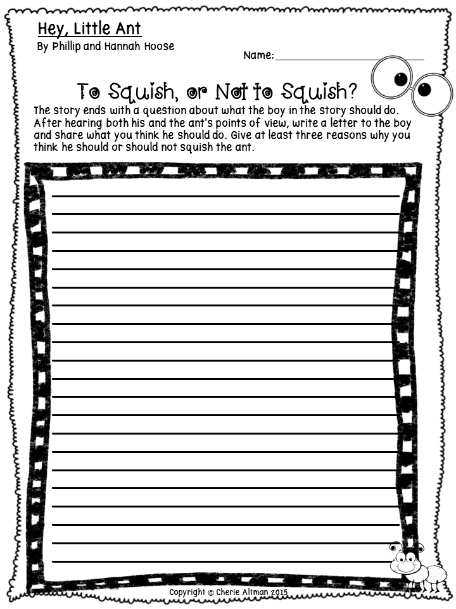 Hey, Little Ant
By Phillip and Hannah Hoose
Name:
To Squish, or Not to Squish?
The story ends with a question about what the boy in the story should do.
After hearing both his and the ant's points of view, write a letter to the boy
and share what you think he should do. Give at least three reasons why you
think he should or should not squish the ant.
Copyright © Cherie Altman 2015